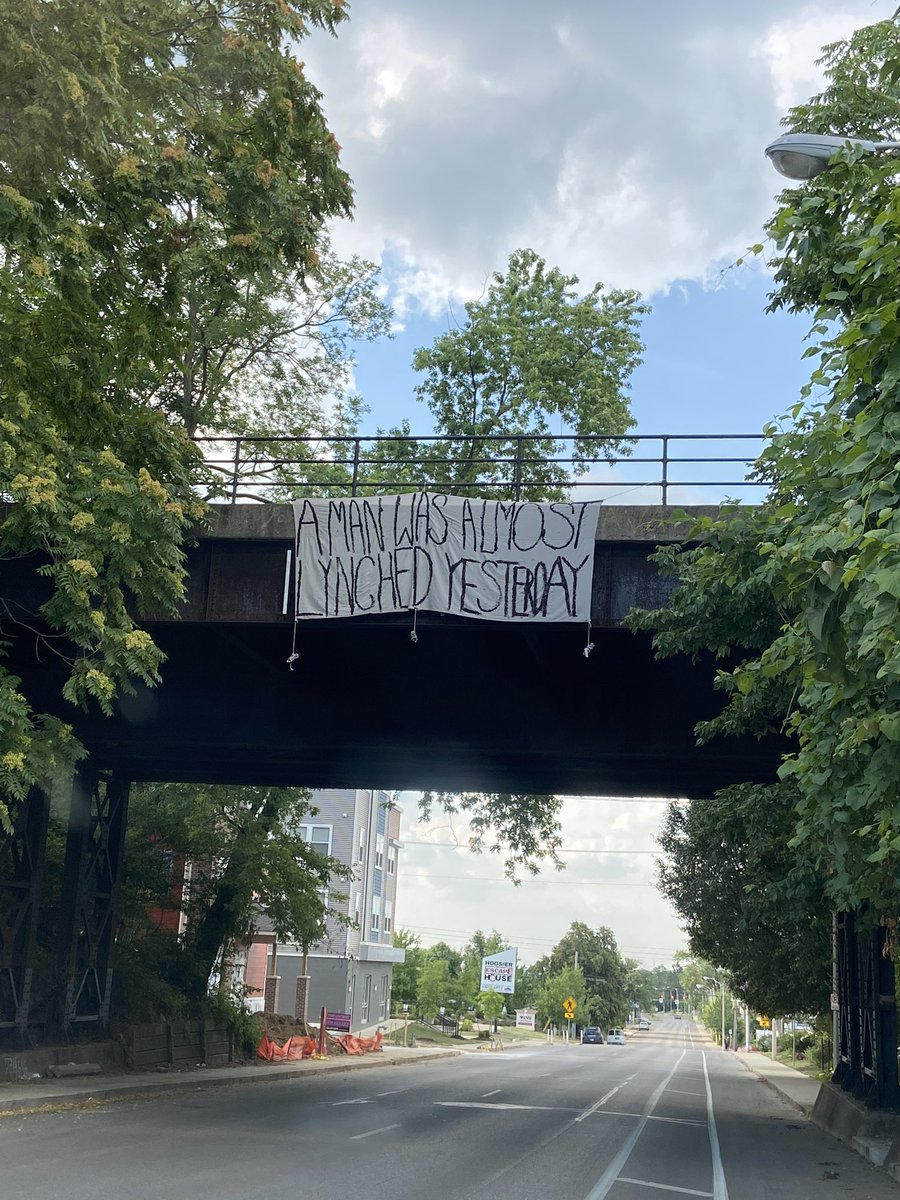 A MAN WAS ALMOST
LYNCHED YESTERDAY
HOOSIER
ESCAPE
HOUSE